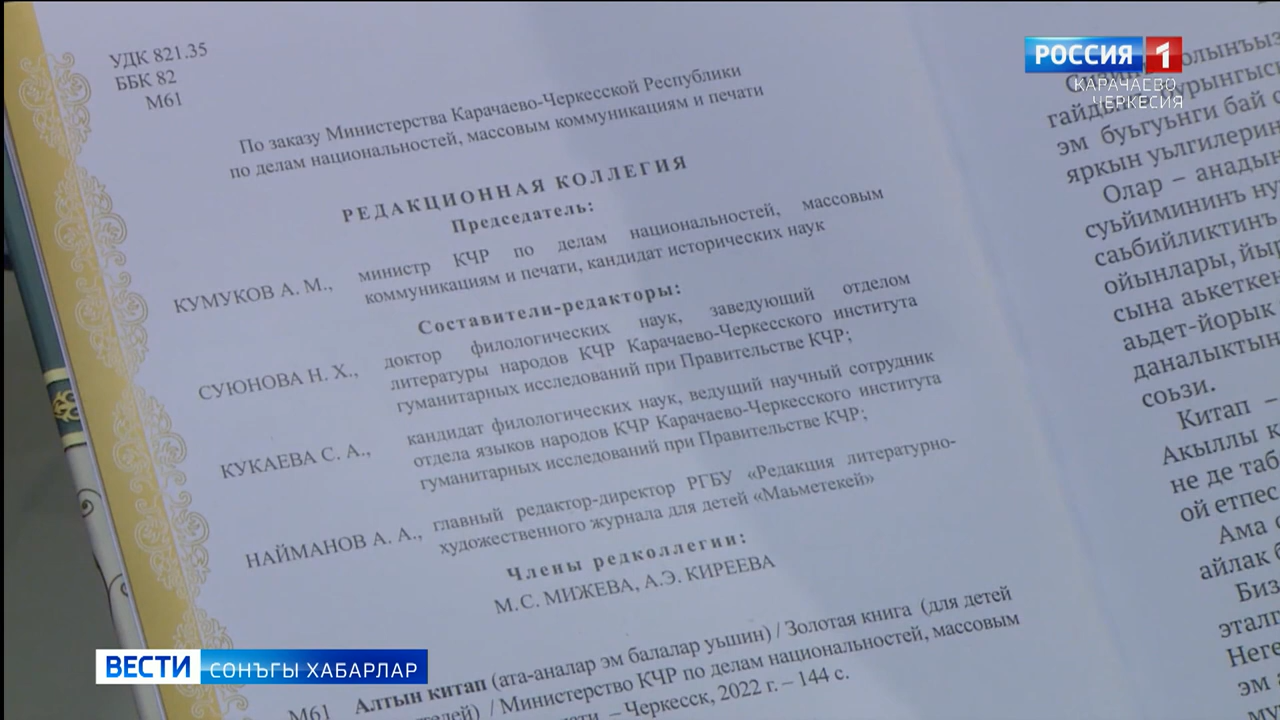 УДК 821.35
ББК 82
М61
По заказу Министерства Карачаево-Черкесской Республики
по делам национальностей, массовым коммуникациям и печати
РЕДАКЦИОННАЯ КОЛЛЕГИЯ
Председатель:
КУМУКОВ А. М., министр КЧР по делам национальностей, массовым
коммуникациям и печати, кандидат исторических наук
Составители-редакторы:
СУЮНОВА Н. Х., доктор филологических наук, заведующий отделом
литературы народов КЧР Карачаево-Черкесского института
гуманитарных исследований при Правительстве КЧР;
КУКАЕВА С. А., кандидат филологических наук, ведущий научный сотрудник
отдела языков народов КЧР Карачаево-Черкесского института
гуманитарных исследований при Правительстве КЧР;
НАЙМАНОВ А. А., главный редактор-директор РГБУ «Редакция литературно-
художественного журнала для детей «Маьметекей»
Члены редколлегии:
М.С. МИЖЕВА, А.Э. КИРЕЕВА
М61 Алтын китап (ата-аналар эм балалар уьшин) / Золотая книга (для детей
/ Министерство КЧР по делам национальностей, массовым
– Черкесск, 2022 г. – 144 с.
эм буьгуьнги бай
яркын уьлгилерин
Олар – анадын
суьйимининъ
саьбийликтинъ
ойынлары, йыр
сына аькеткен
аьдет-йорык
даналыктын
соьзи.
Китап –
Акыллы
не де таб
ой етпес
Ама
айлак
Биз
эталг
Неге
эм
РОССИЯ 1
КАРАЧАЕВО
ЧЕРКЕСИЯ
ВЕСТИ СОНЪГЫ ХАБАРЛАР